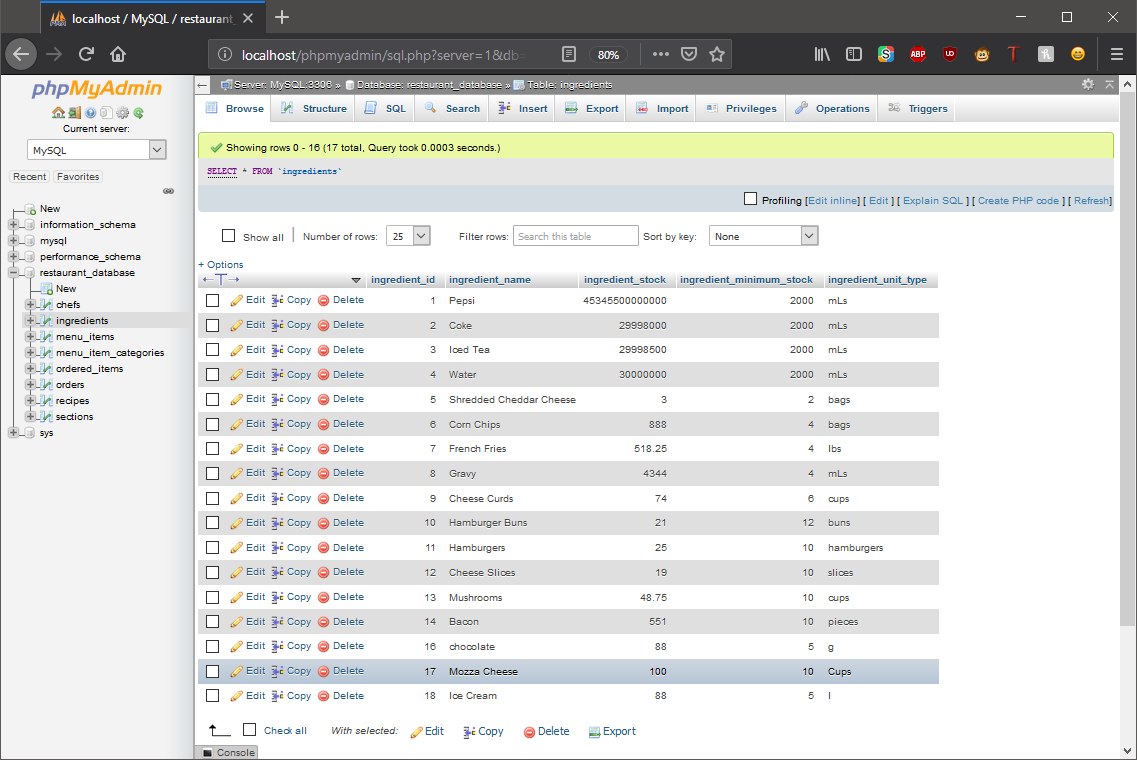 localhost / MySQL / restaurant_
localhost/phpmyadmin/sql.php?server=1&db= 80%
phpMyAdmin
Current server:
MySQL
Recent Favorites
New
information_schema
mysql
performance_schema
restaurant_database
New
chefs
ingredients
menu_items
menu_item_categories
ordered_items
orders
recipes
sections
sys
Server: MySQL:3306 » Database: restaurant_database » Table: ingredients
Browse Structure SQL Search Insert Export Import Privileges Operations Triggers
Showing rows 0 - 16 (17 total, Query took 0.0003 seconds.)
SELECT * FROM `ingredients`
Profiling [Edit inline] [ Edit ] [ Explain SQL ] [ Create PHP code ] [ Refresh]
Show all | Number of rows: 25 Filter rows: Search this table Sort by key: None
+ Options
←T→ ingredient_id ingredient_name ingredient_stock ingredient_minimum_stock ingredient_unit_type
Edit Copy Delete 1 Pepsi 45345500000000 2000 mLs
Edit Copy Delete 2 Coke 29998000 2000 mLs
Edit Copy Delete 3 Iced Tea 29998500 2000 mLs
Edit Copy Delete 4 Water 30000000 2000 mLs
Edit Copy Delete 5 Shredded Cheddar Cheese 3 2 bags
Edit Copy Delete 6 Corn Chips 888 4 bags
Edit Copy Delete 7 French Fries 518.25 4 lbs
Edit Copy Delete 8 Gravy 4344 4 mLs
Edit Copy Delete 9 Cheese Curds 74 6 cups
Edit Copy Delete 10 Hamburger Buns 21 12 buns
Edit Copy Delete 11 Hamburgers 25 10 hamburgers
Edit Copy Delete 12 Cheese Slices 19 10 slices
Edit Copy Delete 13 Mushrooms 48.75 10 cups
Edit Copy Delete 14 Bacon 551 10 pieces
Edit Copy Delete 16 chocolate 88 5 g
Edit Copy Delete 17 Mozza Cheese 100 10 Cups
Edit Copy Delete 18 Ice Cream 88 5 l
Check all With selected: Edit Copy Delete Export
Console